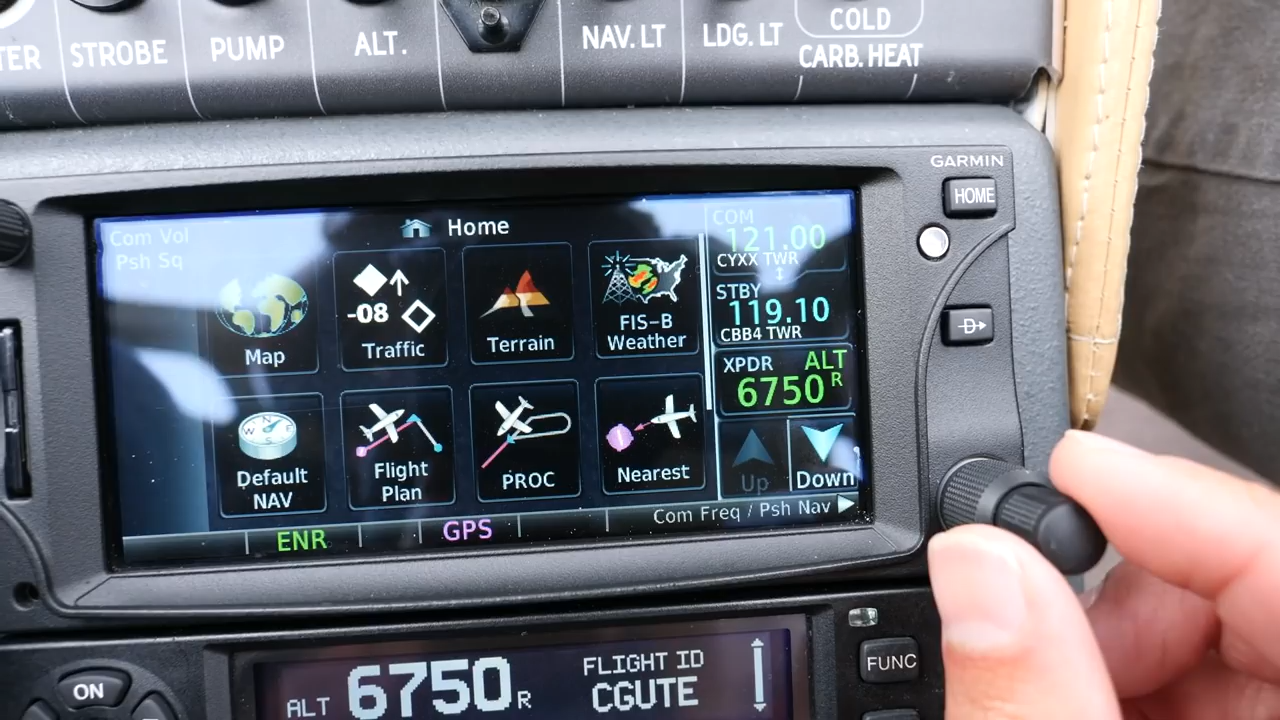 TER
STROBE
PUMP
ALT.
NAV. LT
LDG. LT
COLD
CARB. HEAT
GARMIN
HOME
Com Vol
Psh Sq
Home
Map
-08
Traffic
Terrain
FIS-B
Weather
N
Default
NAV
Flight
Plan
PROC
Nearest
COM
121.00
CYXX TWR
STBY
119.10
CBB4 TWR
XPDR ALT
6750 R
Up
Down
Com Freq / Psh Nav
ENR
GPS
D
ON
ALT 6750 R
FLIGHT ID
CGUTE
FUNC